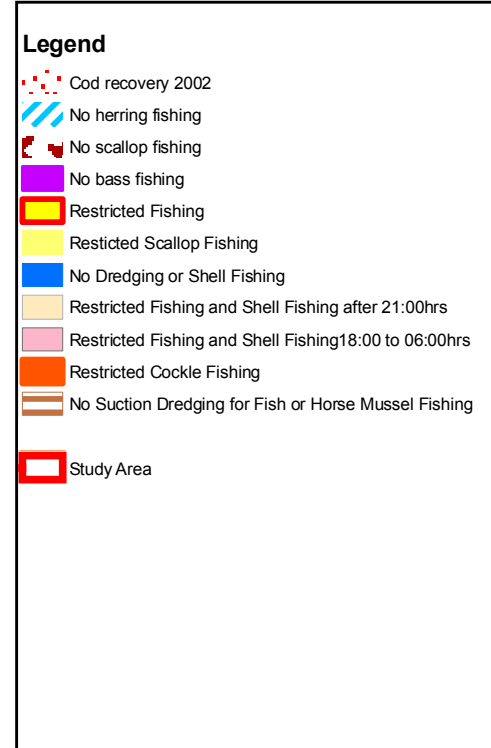 Legend
Cod recovery 2002
No herring fishing
No scallop fishing
No bass fishing
Restricted Fishing
Resticted Scallop Fishing
No Dredging or Shell Fishing
Restricted Fishing and Shell Fishing after 21:00hrs
Restricted Fishing and Shell Fishing18:00 to 06:00hrs
Restricted Cockle Fishing
No Suction Dredging for Fish or Horse Mussel Fishing
Study Area